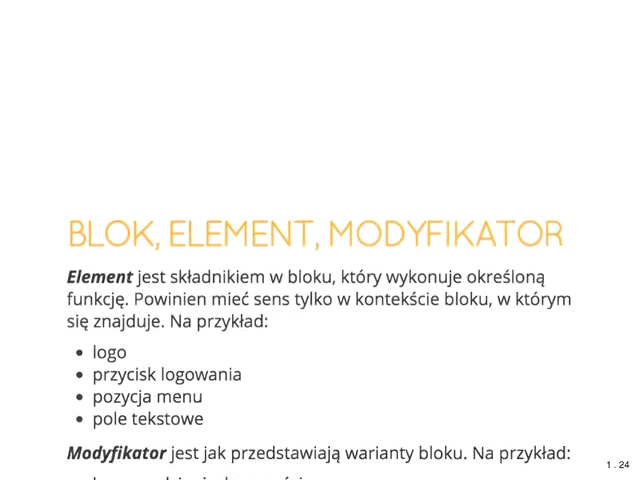 BLOK, ELEMENT, MODYFIKATOR
Element jest składnikiem w bloku, który wykonuje określoną
funkcję. Powinien mieć sens tylko w kontekście bloku, w którym
się znajduje. Na przykład:
logo
przycisk logowania
pozycja menu
pole tekstowe
Modyfikator jest jak przedstawiają warianty bloku. Na przykład:
1 . 24